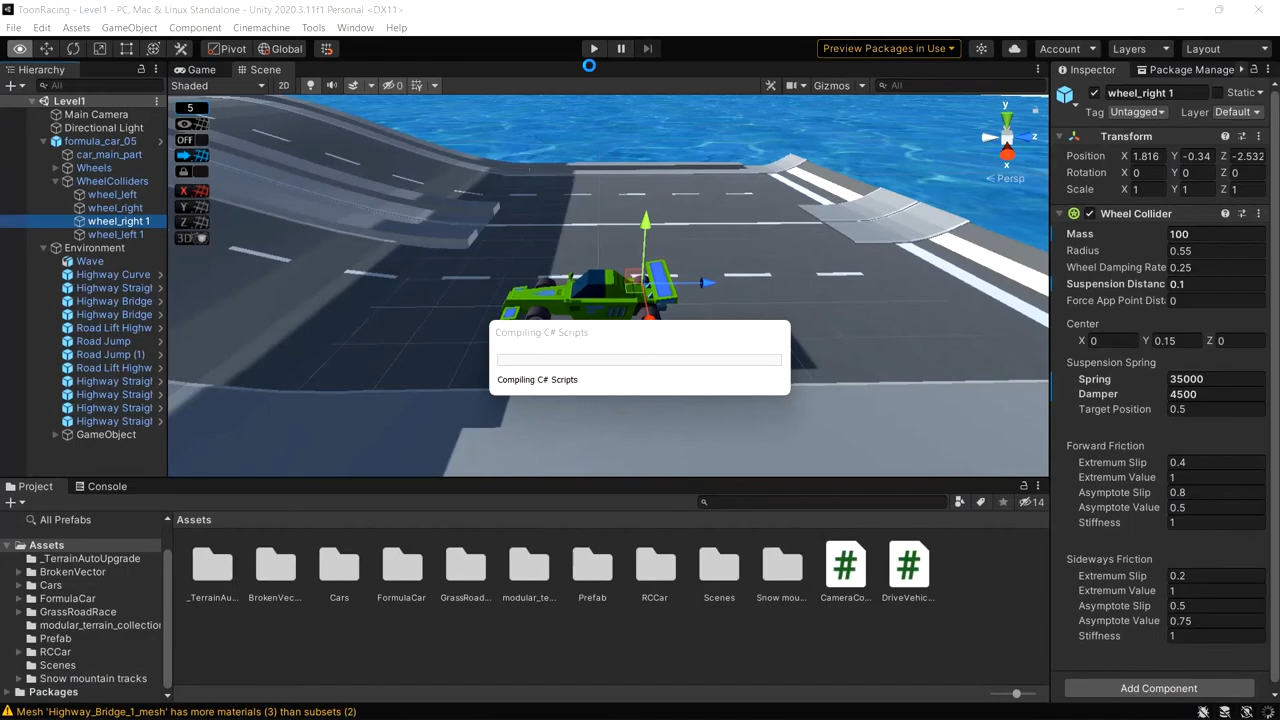 ToonRacing - Level1 - PC, Mac & Linux Standalone - Unity 2020.3.11f1 Personal <DX11>
File Edit Assets GameObject Component Cinemachine Tools Window Help
Pivot Global Preview Packages in Use Account Layers Layout
Hierarchy Game Scene Inspector Package Manage
All Shaded 2D 0 Gizmos All wheel_right 1 Static
Level1
Main Camera
Directional Light
formula_car_05
car_main_part
Wheels
WheelColliders
wheel_left
wheel_right
wheel_right 1
wheel_left 1
Environment
Wave
Highway Curve
Highway Straigl
Highway Bridge
Highway Bridge
Road Lift Highw
Road Jump
Road Jump (1)
Road Lift Highw
Highway Straigl
Highway Straigl
Highway Straigl
Highway Straigl
GameObject
5
OFF
X
Y
Z
3D
y
z
x
Persp
Compiling C# Scripts
Compiling C# Scripts
Tag Untagged Layer Default
Transform
Position X 1.816 Y -0.34 Z -2.532
Rotation X 0 Y 0 Z 0
Scale X 1 Y 1 Z 1
Wheel Collider
Mass 100
Radius 0.55
Wheel Damping Rate 0.25
Suspension Distanc 0.1
Force App Point Dis 0
Center
X 0 Y 0.15 Z 0
Suspension Spring
Spring 35000
Damper 4500
Target Position 0.5
Forward Friction
Extremum Slip 0.4
Extremum Value 1
Asymptote Slip 0.8
Asymptote Value 0.5
Stiffness 1
Sideways Friction
Extremum Slip 0.2
Extremum Value 1
Asymptote Slip 0.5
Asymptote Value 0.75
Stiffness 1
Add Component
Project Console
14
All Prefabs
Assets
_TerrainAutoUpgrade
BrokenVector
Cars
FormulaCar
GrassRoadRace
modular_terrain_collection
Prefab
RCCar
Scenes
Snow mountain tracks
Packages
Assets
_TerrainAu... BrokenVec... Cars FormulaCar GrassRoad... modular_te... Prefab RCCar Scenes Snow mou... CameraCo... DriveVehic...
Mesh 'Highway_Bridge_1_mesh' has more materials (3) than subsets (2)